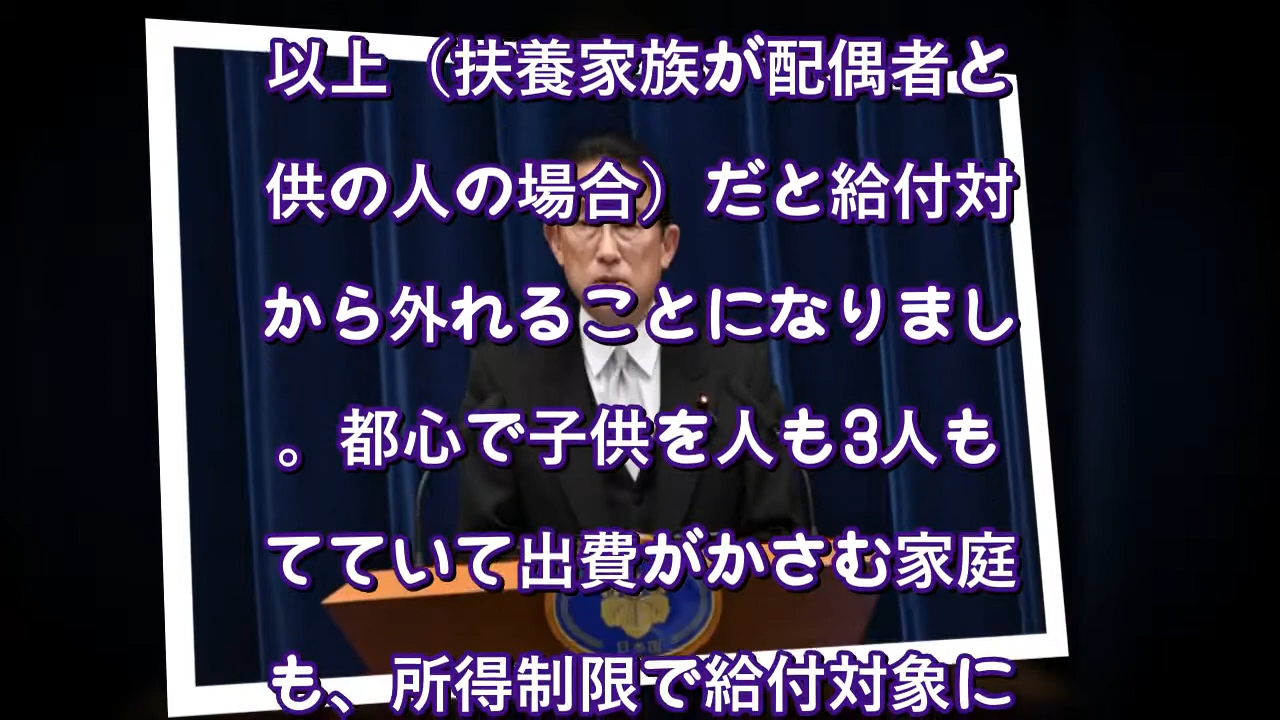 以上（扶養家族が配偶者と
供の人の場合）だと給付対
から外れることになりまし
。都心で子供を人も3人も
てていて出費がかさむ家庭
も、所得制限で給付対象に
日本国